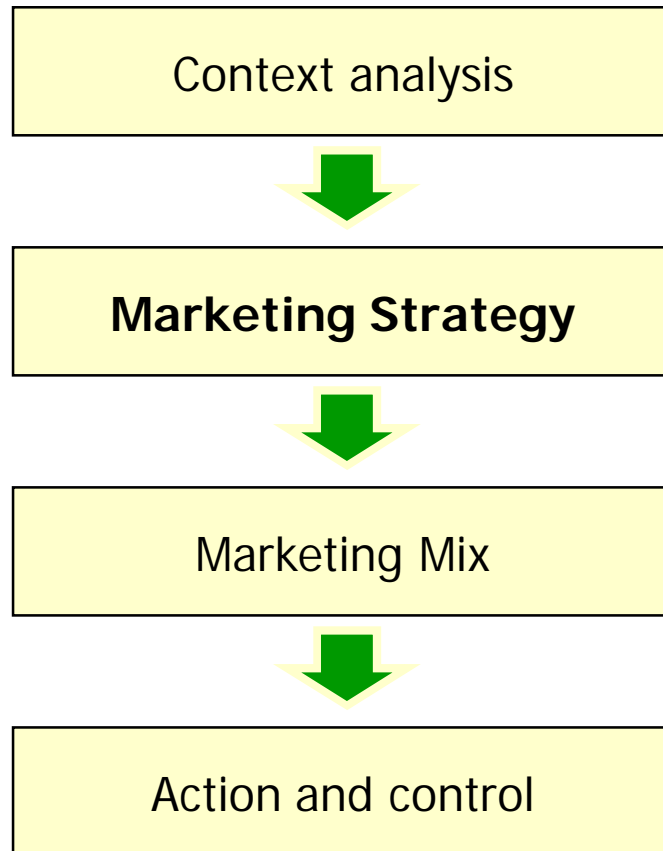 Context analysis
Marketing Strategy
Marketing Mix
Action and control